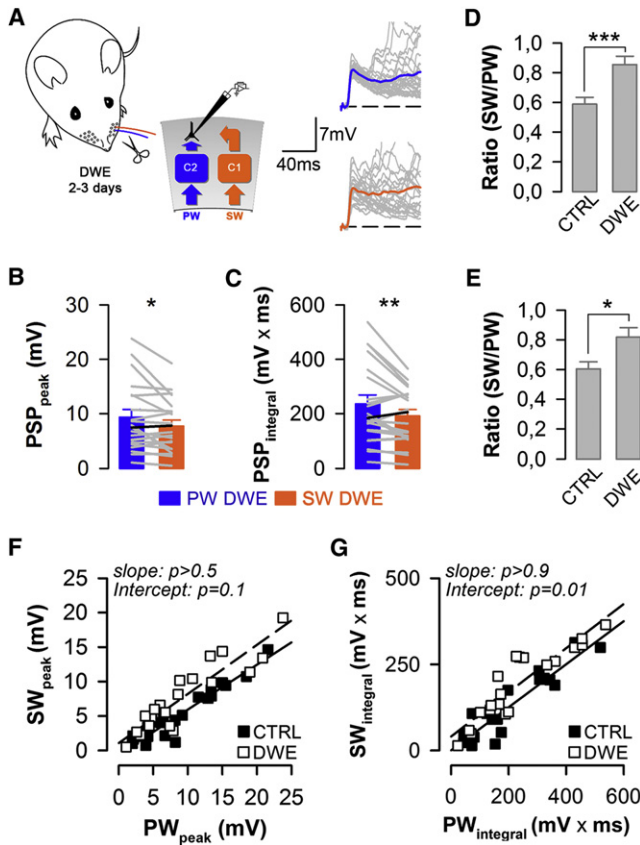 A
DWE
2-3 days
C2
C1
PW
SW
7mV
40ms
D
Ratio (SW/PW)
1,0
0,8
0,6
0,4
0,2
0,0
***
CTRL
DWE
B
PSPpeak (mV)
30
20
10
0
*
C
PSPintegral (mV x ms)
600
400
200
0
**
PW DWE
SW DWE
E
Ratio (SW/PW)
1,0
0,8
0,6
0,4
0,2
0,0
*
CTRL
DWE
F
slope: p>0.5
Intercept: p=0.1
SWpeak (mV)
25
20
15
10
5
0
CTRL
DWE
0 5 10 15 20 25
PWpeak (mV)
G
slope: p>0.9
Intercept: p=0.01
SWintegral (mV x ms)
500
250
0
CTRL
DWE
0 200 400 600
PWintegral (mV x ms)